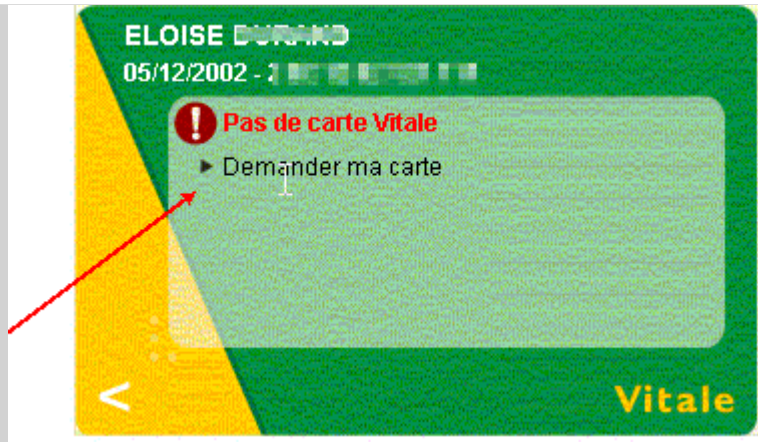 ELOISE
05/12/2002 -
Pas de carte Vitale
Demander ma carte
<
Vitale